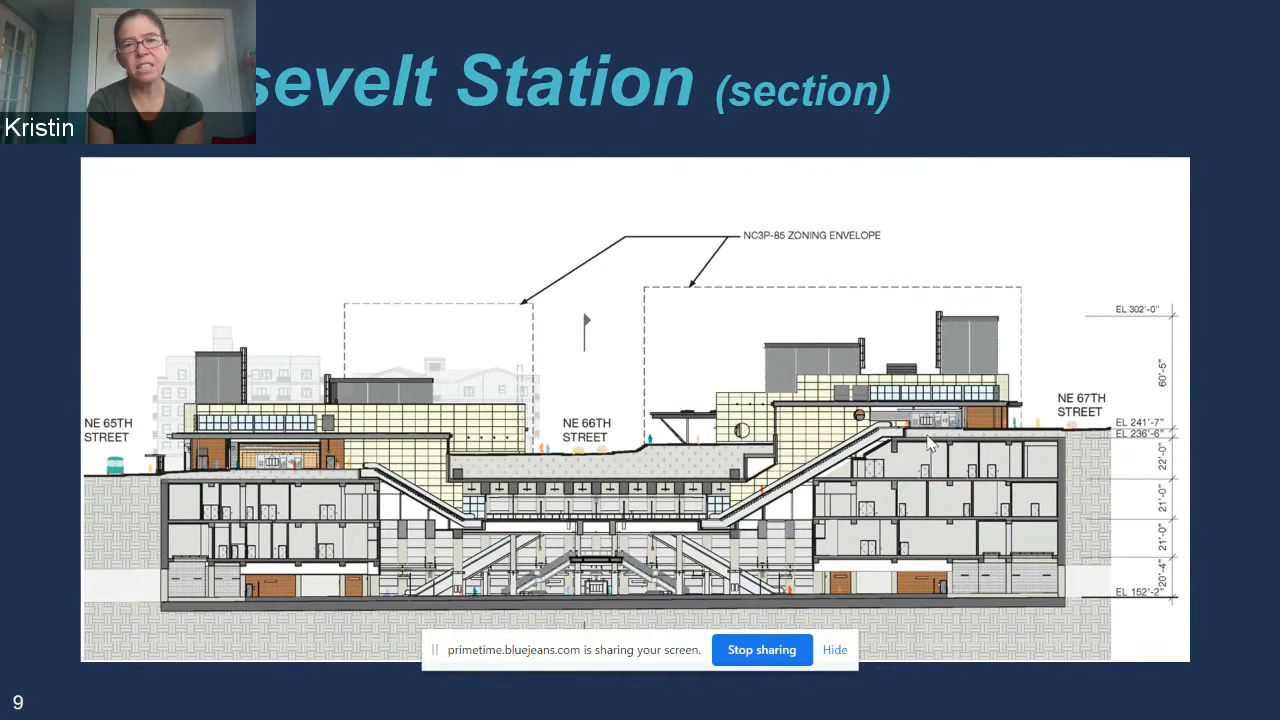 Kristin
sevelt Station (section)
NC3P-85 ZONING ENVELOPE
EL 302'-0"
60'-5"
NE 65TH
STREET
NE 66TH
STREET
NE 67TH
STREET
EL 241'-7"
EL 236'-6"
22'-0"
21'-0"
21'-0"
20'-4"
EL 152'-2"
primetime.bluejeans.com is sharing your screen.
Stop sharing
Hide
9